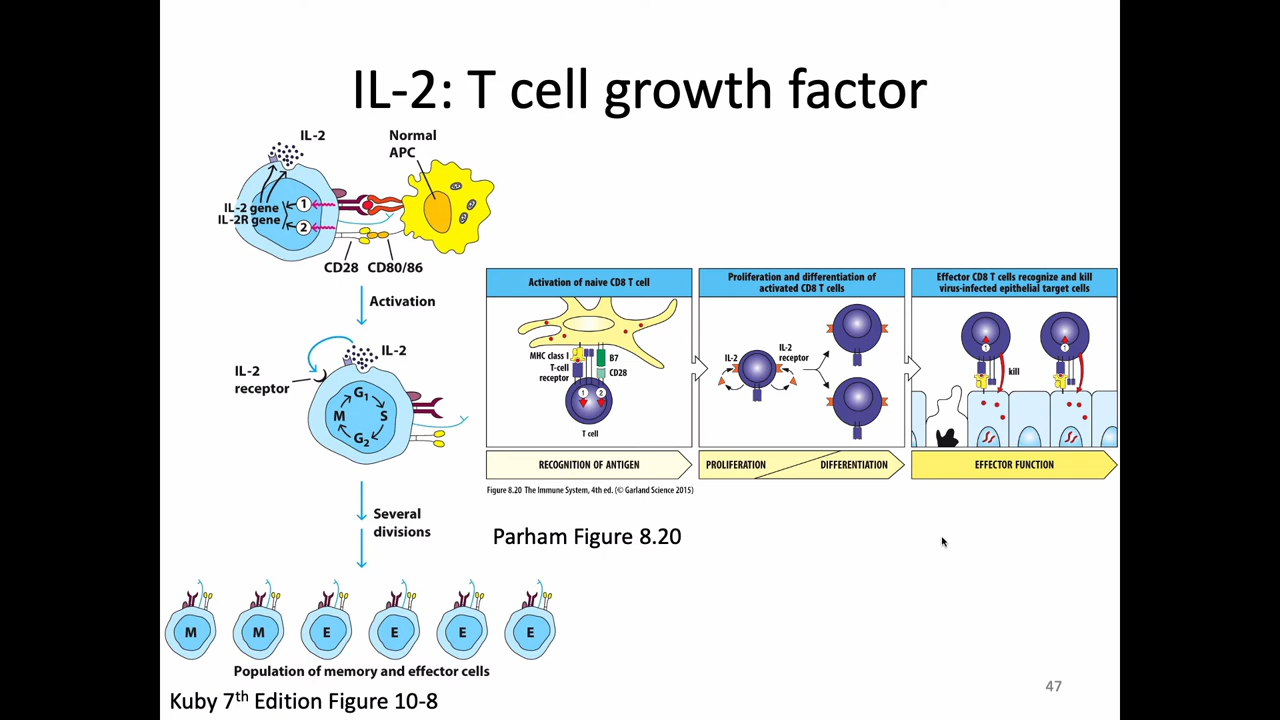 IL-2: T cell growth factor
IL-2
Normal
APC
IL-2 gene
IL-2R gene
1
2
CD28
CD80/86
Activation
IL-2
IL-2
receptor
G1
S
G2
M
Several
divisions
M
M
E
E
E
E
Population of memory and effector cells
Kuby 7th Edition Figure 10-8
Activation of naive CD8 T cell
MHC class I
T-cell
receptor
B7
CD28
1
2
T cell
RECOGNITION OF ANTIGEN
Proliferation and differentiation of
activated CD8 T cells
IL-2
IL-2
receptor
PROLIFERATION
DIFFERENTIATION
Effector CD8 T cells recognize and kill
virus-infected epithelial target cells
1
1
kill
EFFECTOR FUNCTION
Figure 8.20 The Immune System, 4th ed. (© Garland Science 2015)
Parham Figure 8.20
47